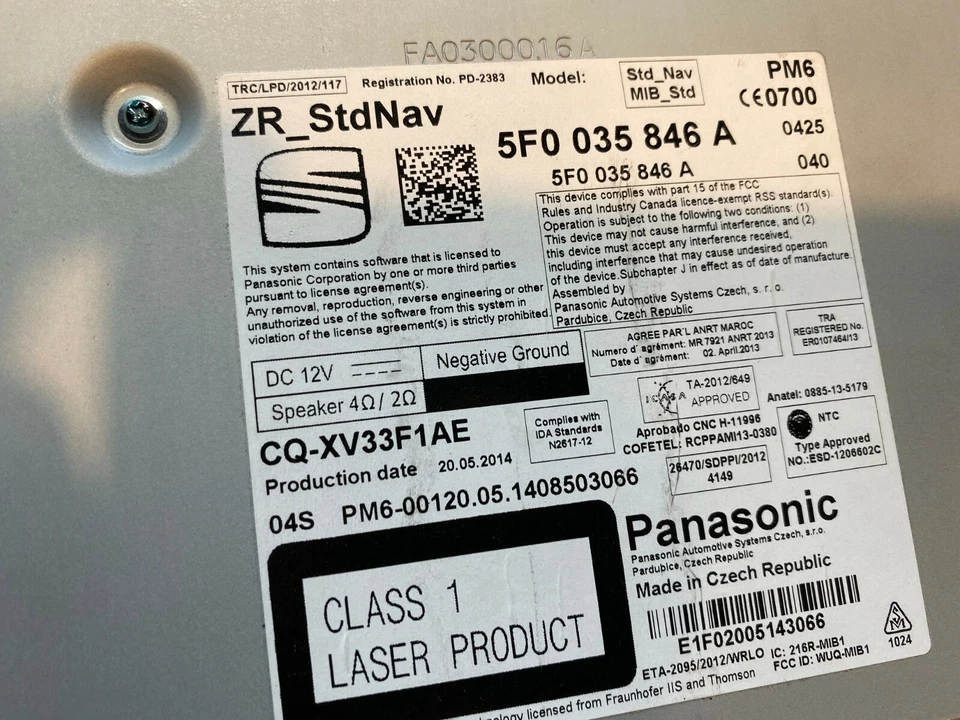 FA0300016A
TRC/LPD/2012/117
Registration No. PD-2383
Model:
Std_Nav
MIB_Std
PM6
CE0700
ZR_StdNav
5F0 035 846 A
0425
5F0 035 846 A
040
This device complies with part 15 of the FCC
Rules and Industry Canada licence-exempt RSS standard(s).
Operation is subject to the following two conditions: (1)
This device may not cause harmful interference, and (2)
this device must accept any interference received,
including interference that may cause undesired operation
of the device.Subchapter J in effect as of date of manufacture.
Assembled by
Panasonic Automotive Systems Czech, s. r. o.
Pardubice, Czech Republic
This system contains software that is licensed to
Panasonic Corporation by one or more third parties
pursuant to license agreement(s).
Any removal, reproduction, reverse engineering or other
unauthorized use of the software from this system in
violation of the license agreement(s) is strictly prohibited.
DC 12V
Negative Ground
Speaker 4Ω / 2Ω
AGREE PAR'L ANRT MAROC
Numero d' agrément: MR 7921 ANRT 2013
Date d' agrément: 02. April.2013
TRA
REGISTERED No.
ER0107464/13
TA-2012/649
APPROVED
Anatel: 0885-13-5179
CQ-XV33F1AE
Complies with
IDA Standards
N2617-12
Aprobado CNC H-11996
COFETEL: RCPPAMI13-0380
NTC
Type Approved
NO.:ESD-1206602C
Production date 20.05.2014
26470/SDPPI/2012
4149
04S PM6-00120.05.1408503066
Panasonic
Panasonic Automotive Systems Czech, s.r.o.
Pardubice, Czech Republic
Made in Czech Republic
CLASS 1
LASER PRODUCT
E1F02005143066
ETA-2095/2012/WRLO
IC: 216R-MIB1
FCC ID: WUQ-MIB1
1024
licensed from Fraunhofer IIS and Thomson